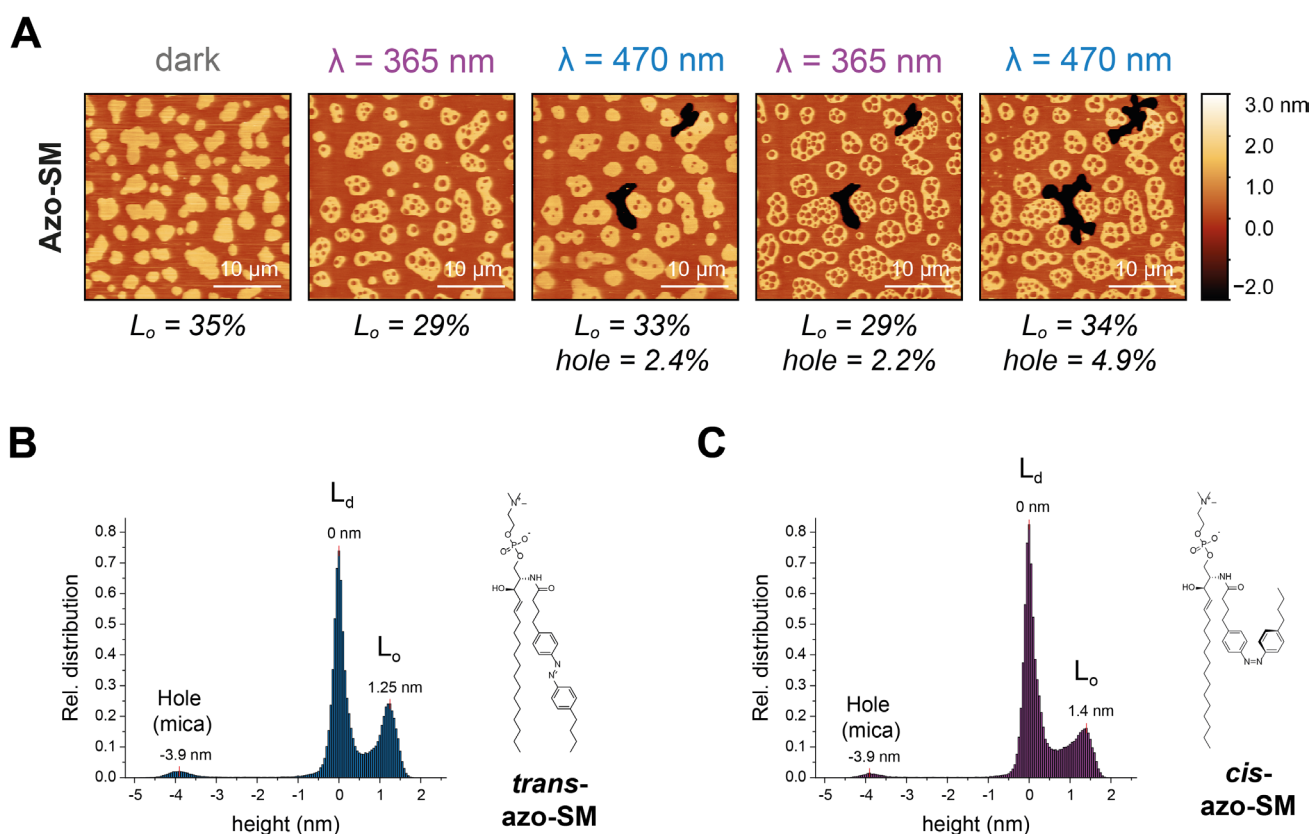 A
dark
λ = 365 nm
λ = 470 nm
λ = 365 nm
λ = 470 nm
Azo-SM
10 µm
10 µm
10 µm
10 µm
10 µm
3.0 nm
2.0
1.0
0.0
−2.0
Lo = 35%
Lo = 29%
Lo = 33%
hole = 2.4%
Lo = 29%
hole = 2.2%
Lo = 34%
hole = 4.9%
B
Rel. distribution
0.8
0.7
0.6
0.5
0.4
0.3
0.2
0.1
0.0
-5 -4 -3 -2 -1 0 1 2
height (nm)
Hole
(mica)
-3.9 nm
Ld
0 nm
Lo
1.25 nm
N+
O
O-
P
O
O
HO
NH
O
N
N
trans-
azo-SM
C
Rel. distribution
0.8
0.7
0.6
0.5
0.4
0.3
0.2
0.1
0.0
-5 -4 -3 -2 -1 0 1 2
height (nm)
Hole
(mica)
-3.9 nm
Ld
0 nm
Lo
1.4 nm
N+
O
O-
P
O
O
HO
NH
O
N=N
cis-
azo-SM